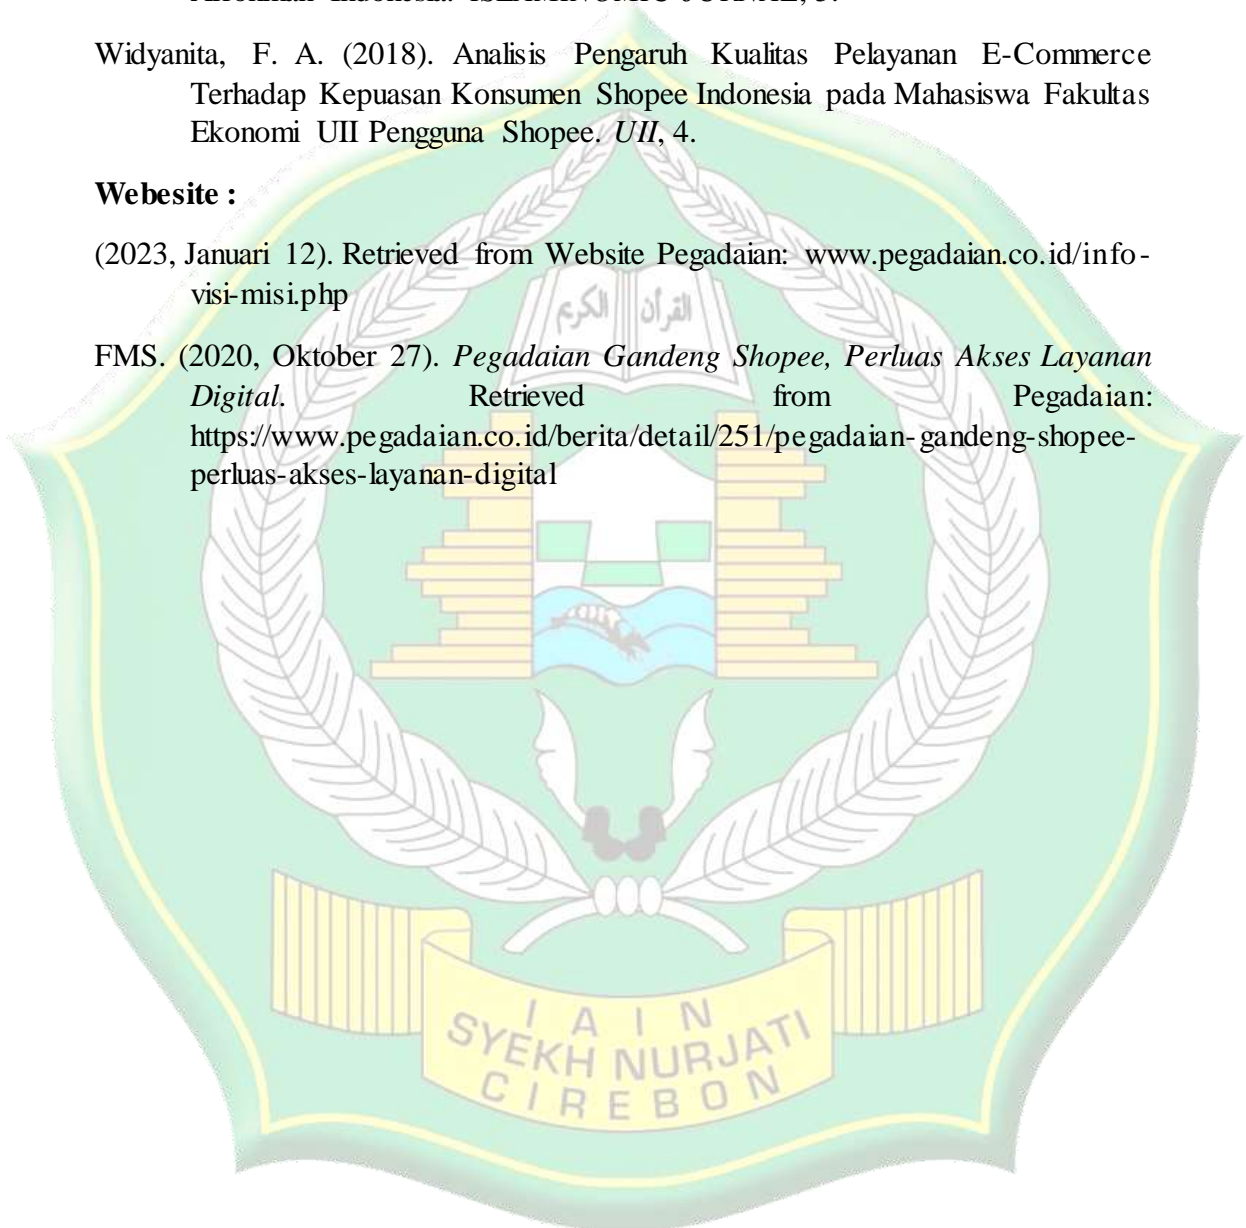 Widyanita, F. A. (2018). Analisis Pengaruh Kualitas Pelayanan E-Commerce
Terhadap Kepuasan Konsumen Shopee Indonesia pada Mahasiswa Fakultas
Ekonomi UII Pengguna Shopee. UII, 4.
Webesite :
(2023, Januari 12). Retrieved from Website Pegadaian: www.pegadaian.co.id/info-
visi-misi.php
FMS. (2020, Oktober 27). Pegadaian Gandeng Shopee, Perluas Akses Layanan
Digital. Retrieved from Pegadaian:
https://www.pegadaian.co.id/berita/detail/251/pegadaian-gandeng-shopee-
perluas-akses-layanan-digital
القرآن الكريم
IAIN
SYEKH NURJATI
CIREBON